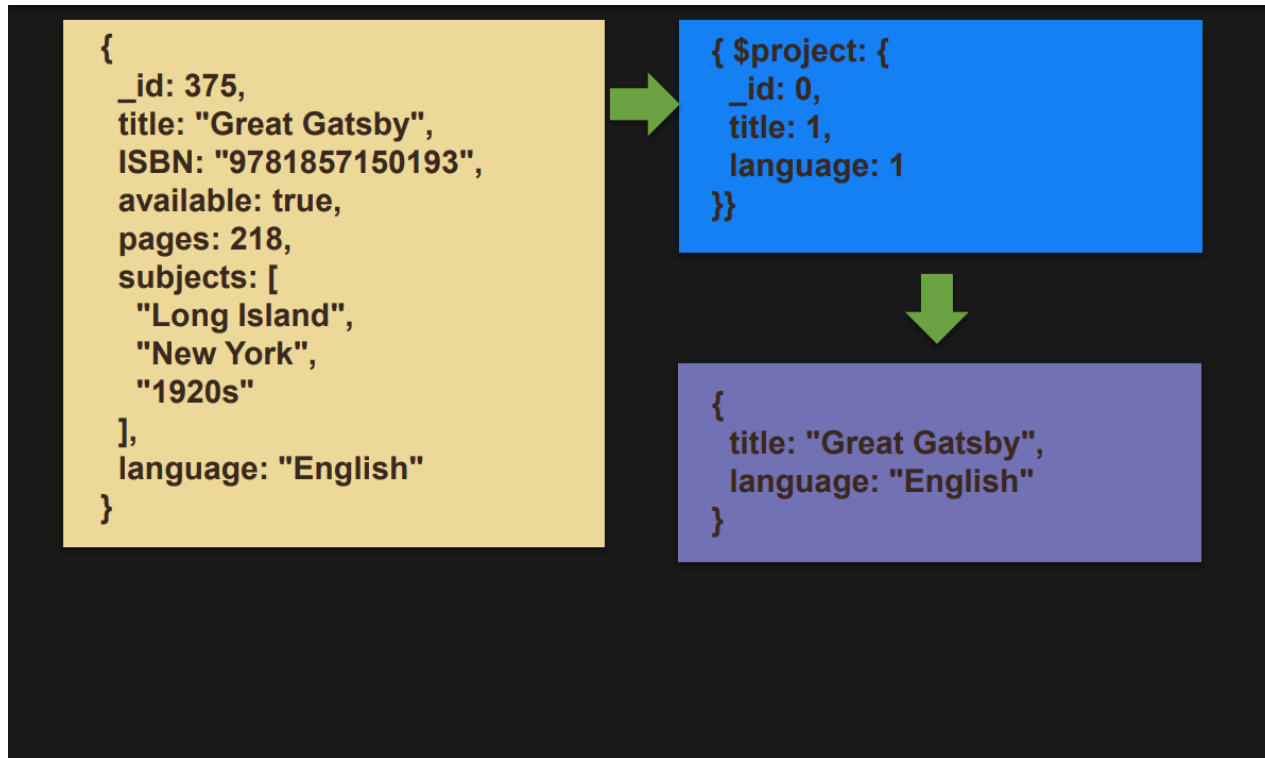 {
_id: 375,
title: "Great Gatsby",
ISBN: "9781857150193",
available: true,
pages: 218,
subjects: [
"Long Island",
"New York",
"1920s"
],
language: "English"
}
{ $project: {
_id: 0,
title: 1,
language: 1
}}
{
title: "Great Gatsby",
language: "English"
}